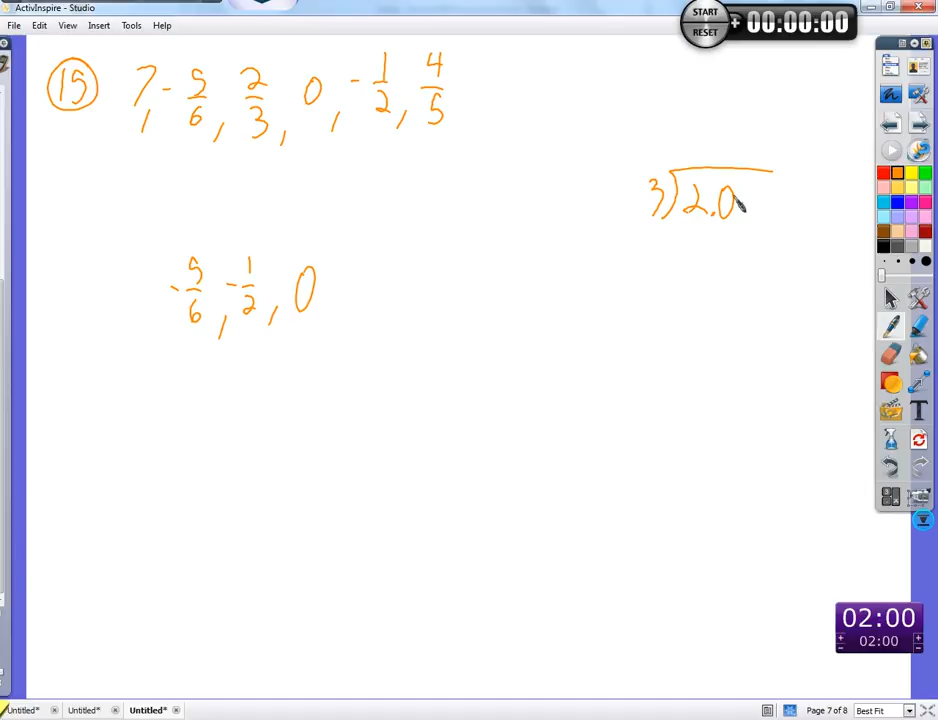 ActivInspire - Studio
START
RESET
+ 00:00:00
File Edit View Insert Tools Help
15 7, -5/6, 2/3, 0, -1/2, 4/5
3)2.0
-5/6, -1/2, 0
T
02:00
+ 02:00 +
- -
Untitled* Untitled* Untitled* Page 7 of 8 Best Fit